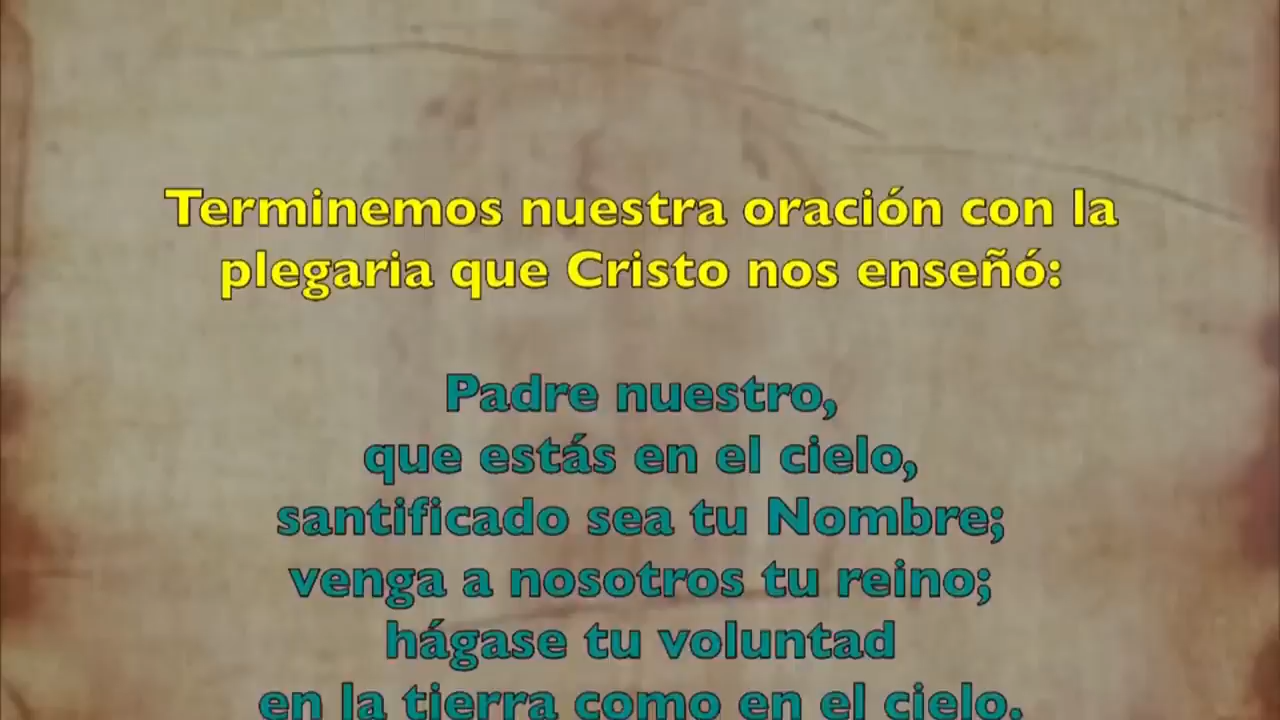 Terminemos nuestra oración con la
plegaria que Cristo nos enseñó:
Padre nuestro,
que estás en el cielo,
santificado sea tu Nombre;
venga a nosotros tu reino;
hágase tu voluntad
en la tierra como en el cielo.